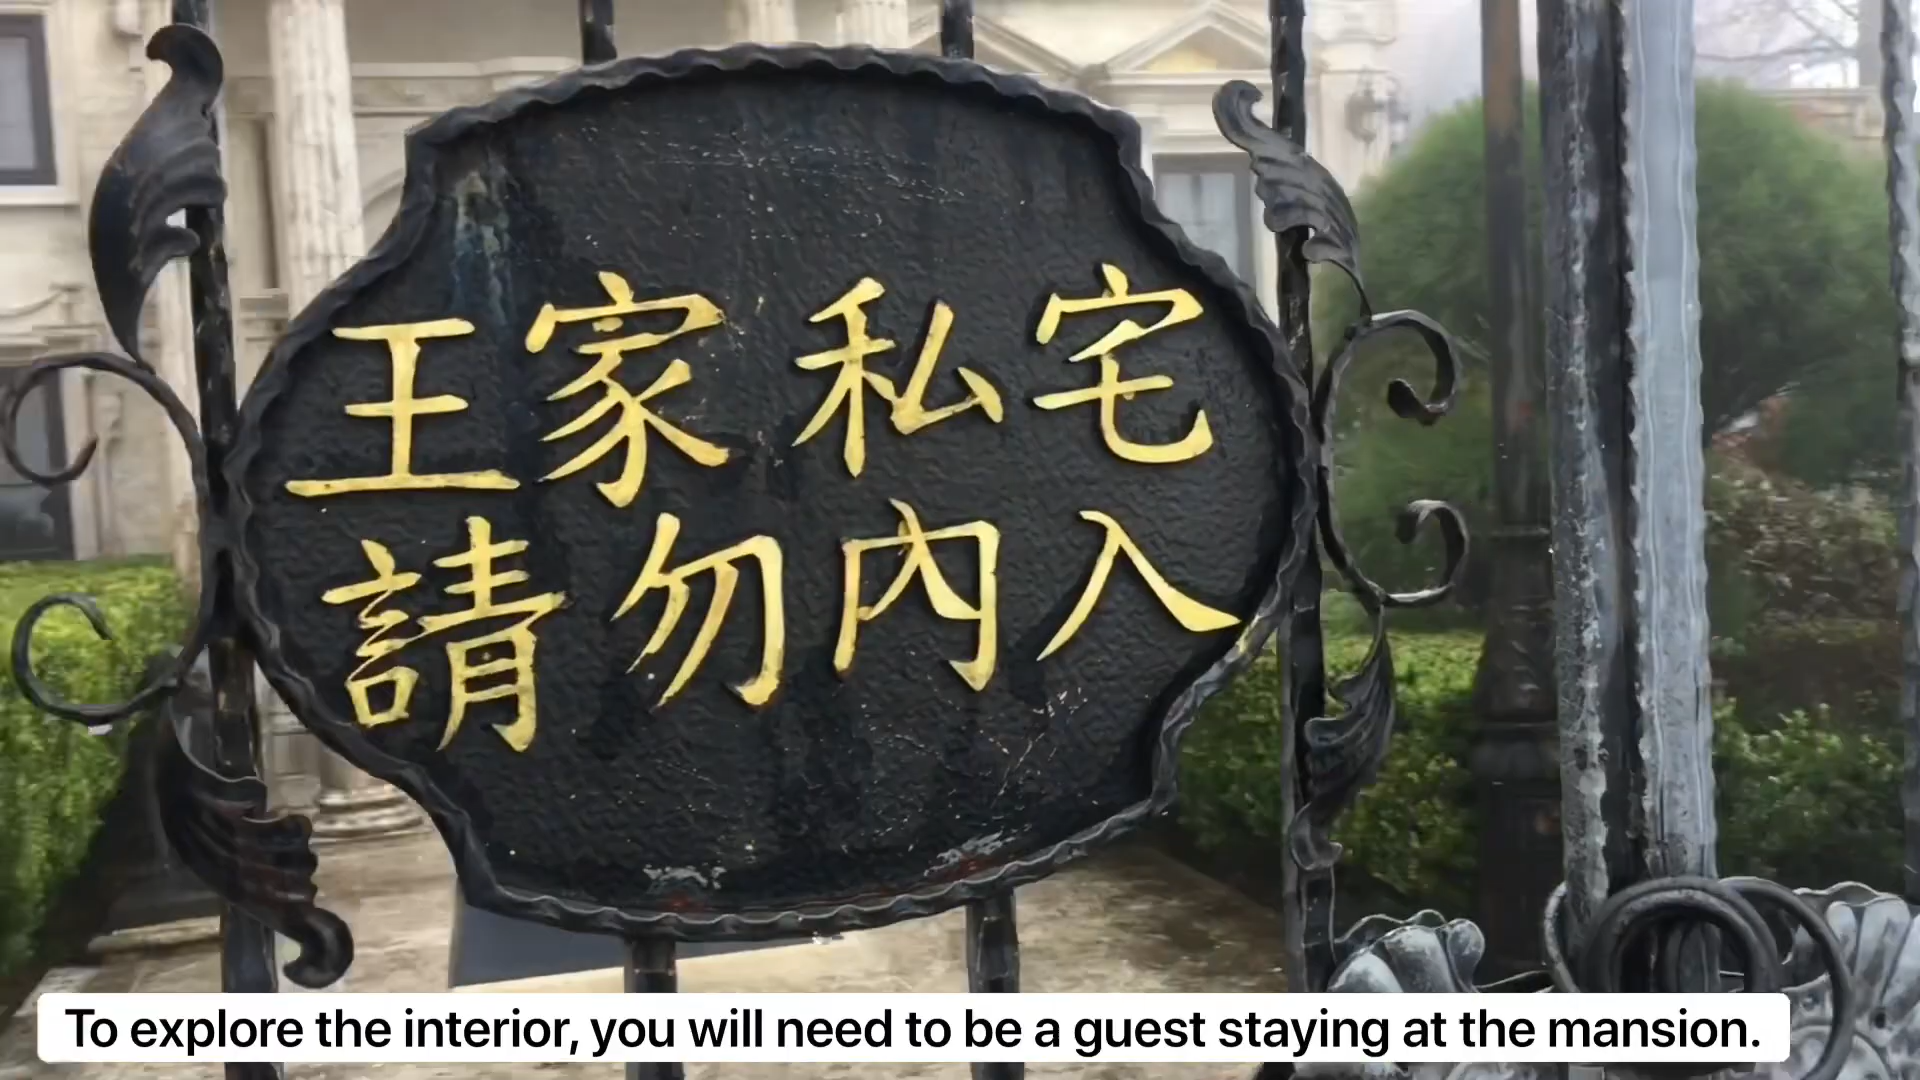 王家私宅
請勿內入
To explore the interior, you will need to be a guest staying at the mansion.